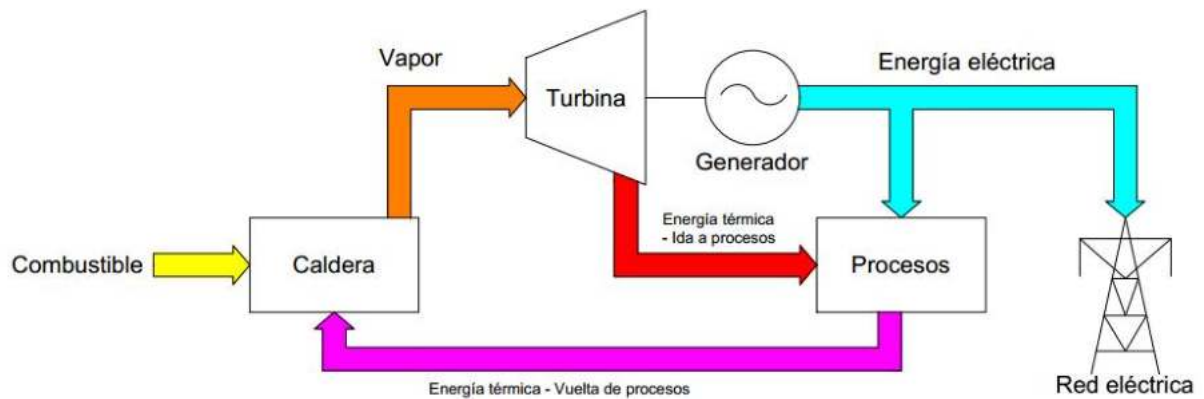 Vapor
Turbina
Energía eléctrica
Generador
Energía térmica
- Ida a procesos
Combustible
Caldera
Procesos
Energía térmica - Vuelta de procesos
Red eléctrica